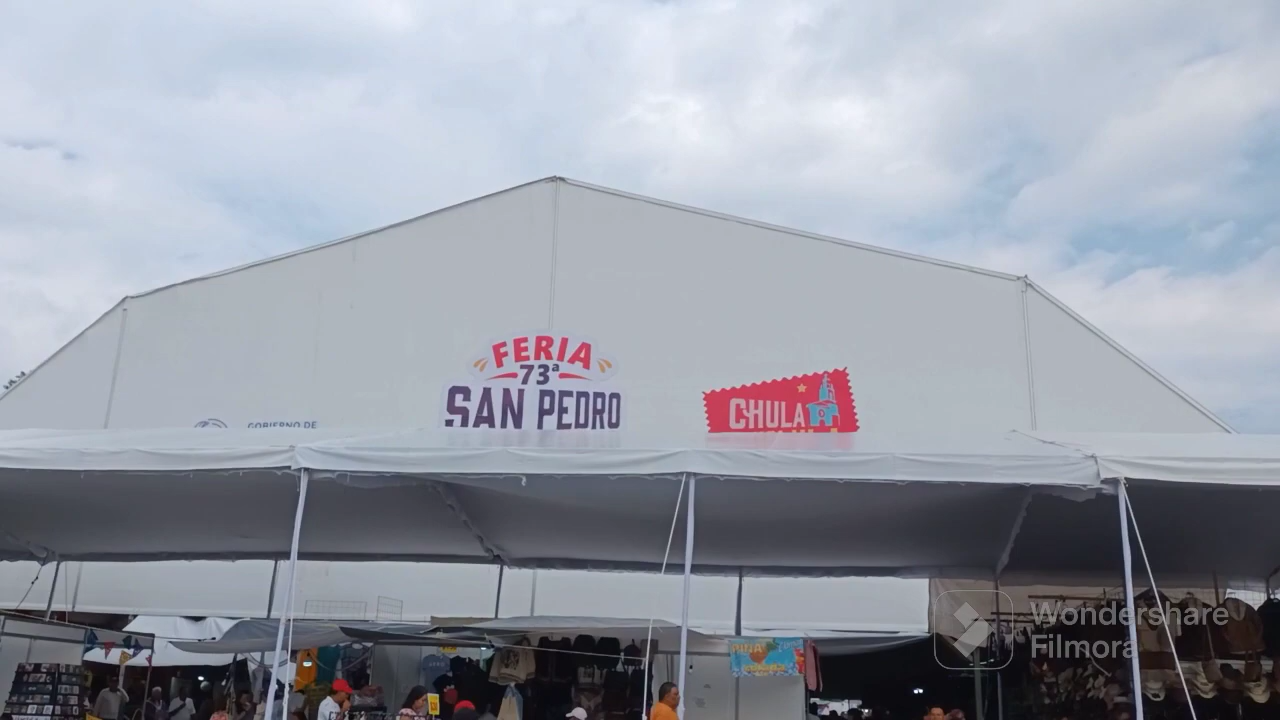 FERIA
73ª
SAN PEDRO
CHULA
GOBIERNO DE
Wondershare
Filmora